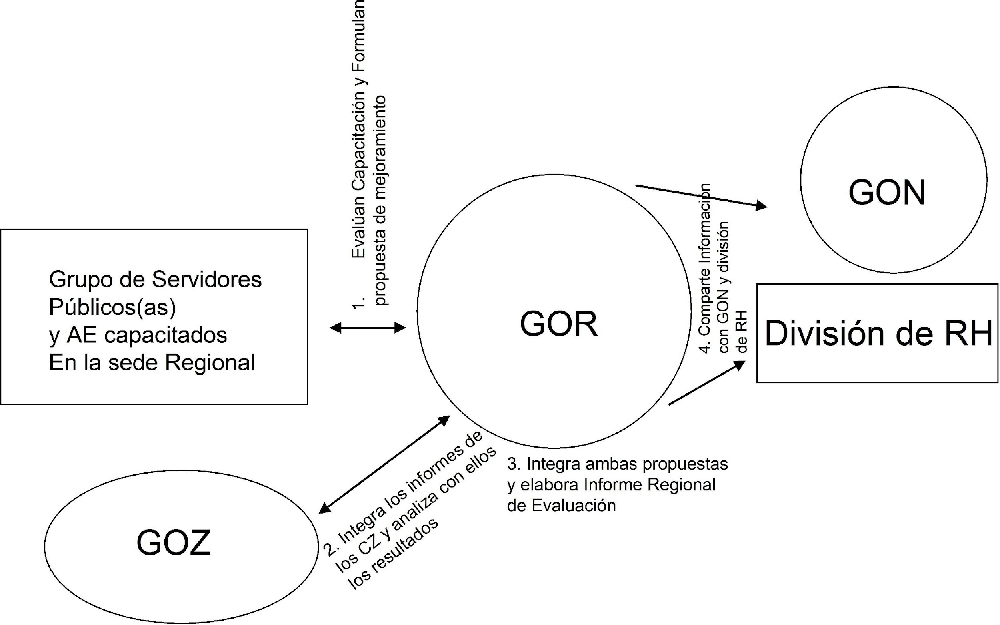 Grupo de Servidores
Públicos(as)
y AE capacitados
En la sede Regional
1. Evalúan Capacitación y Formulan
propuesta de mejoramiento
GOR
GON
4. Comparte Información
con GON y división
de RH
División de RH
GOZ
2. Integra los informes de
los CZ y analiza con ellos
los resultados
3. Integra ambas propuestas
y elabora Informe Regional
de Evaluación